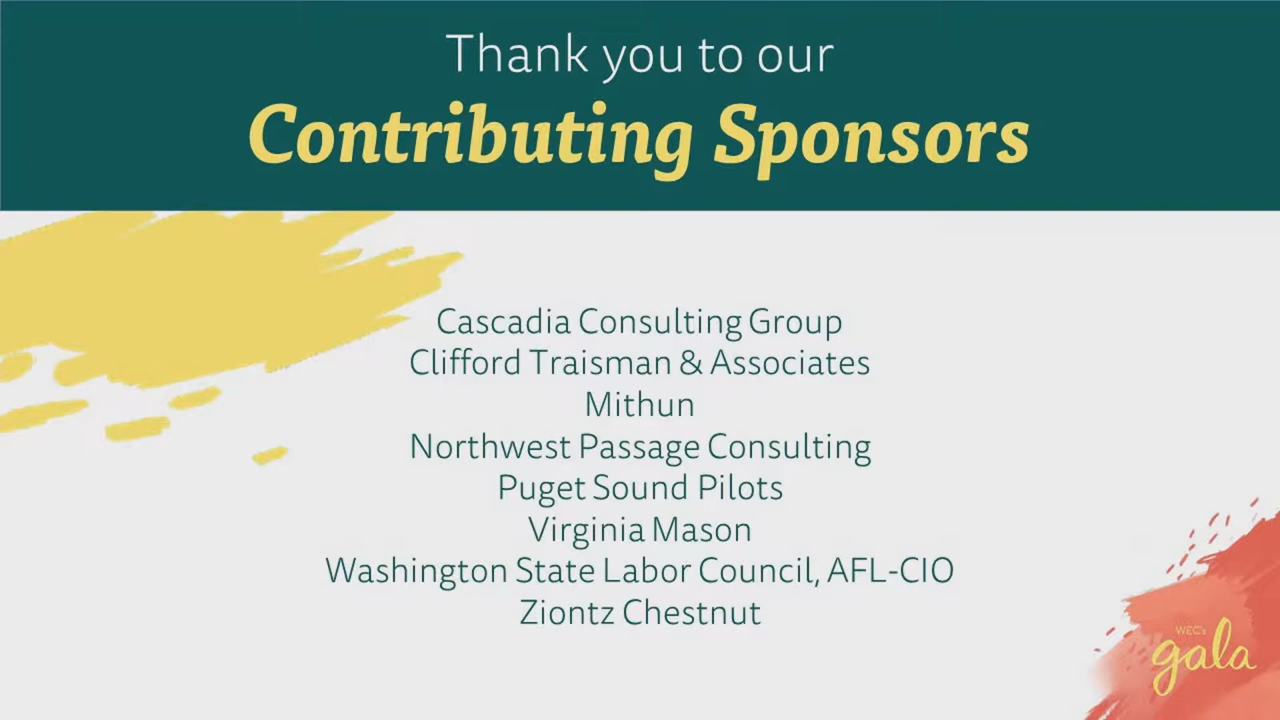 Thank you to our
Contributing Sponsors
Cascadia Consulting Group
Clifford Traisman & Associates
Mithun
Northwest Passage Consulting
Puget Sound Pilots
Virginia Mason
Washington State Labor Council, AFL-CIO
Ziontz Chestnut
WEC's
gala